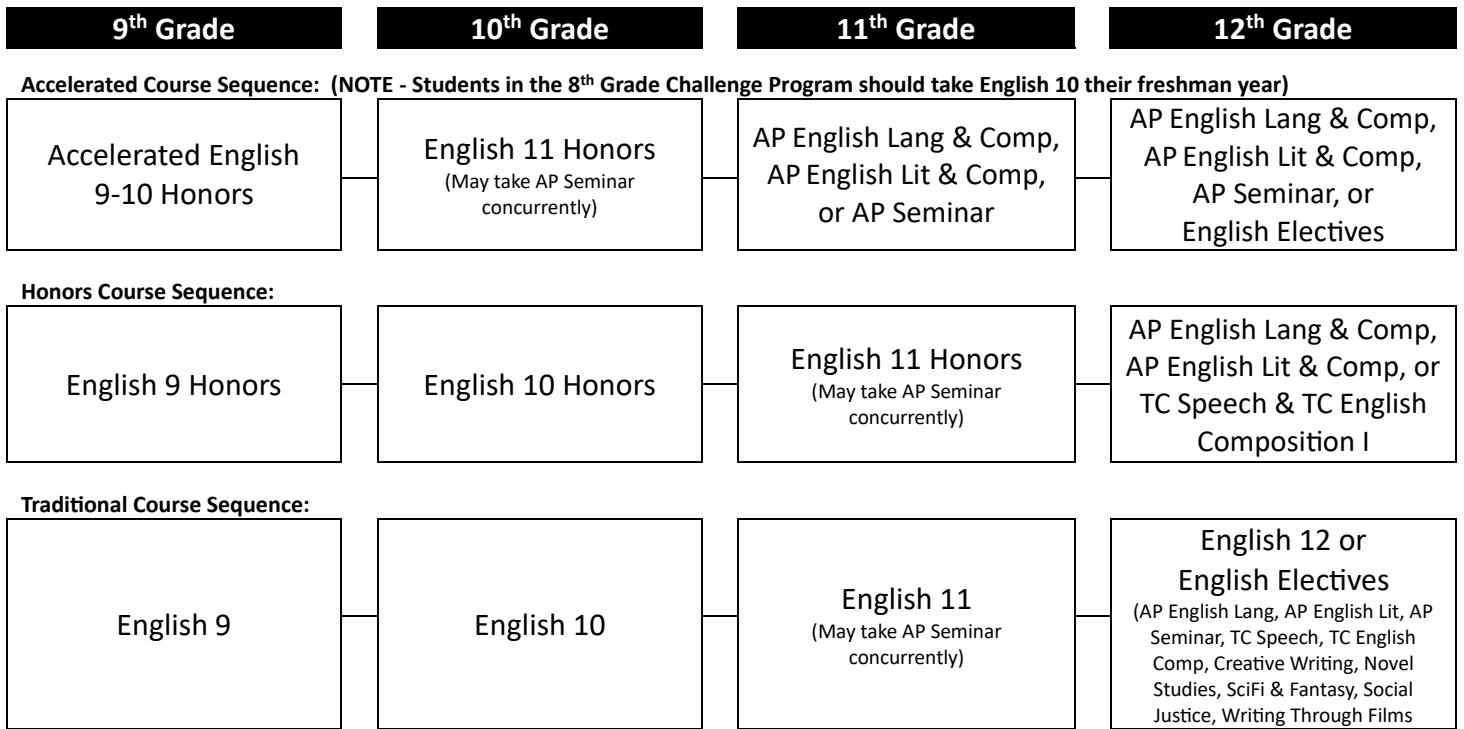 9th Grade
10th Grade
11th Grade
12th Grade
Accelerated Course Sequence: (NOTE - Students in the 8th Grade Challenge Program should take English 10 their freshman year)
Accelerated English
9-10 Honors
English 11 Honors
(May take AP Seminar
concurrently)
AP English Lang & Comp,
AP English Lit & Comp,
or AP Seminar
AP English Lang & Comp,
AP English Lit & Comp,
AP Seminar, or
English Electives
Honors Course Sequence:
English 9 Honors
English 10 Honors
English 11 Honors
(May take AP Seminar
concurrently)
AP English Lang & Comp,
AP English Lit & Comp, or
TC Speech & TC English
Composition I
Traditional Course Sequence:
English 9
English 10
English 11
(May take AP Seminar
concurrently)
English 12 or
English Electives
(AP English Lang, AP English Lit, AP
Seminar, TC Speech, TC English
Comp, Creative Writing, Novel
Studies, SciFi & Fantasy, Social
Justice, Writing Through Films